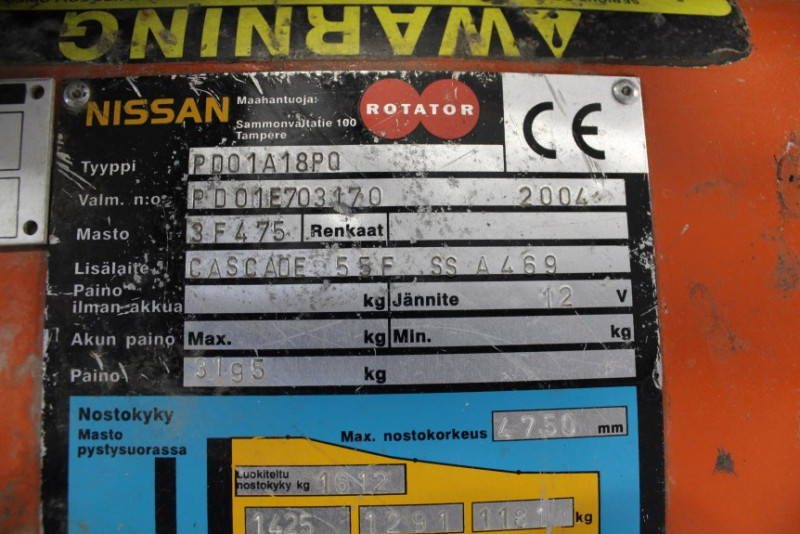 WARNING
NISSAN
Maahantuoja:
ROTATOR
Sammonvaltatie 100
Tampere
CE
Tyyppi PD01A18PQ
Valm. n:o PD01E703170 2004
Masto 3F475 Renkaat
Lisälaite CASCADE 55F SS A469
Paino
ilman akkua kg Jännite 12 V
Akun paino Max. kg Min. kg
Paino 3195 kg
Nostokyky
Masto
pystysuorassa
Max. nostokorkeus 4750 mm
Luokiteltu
nostokyky kg 1612
1425 1291 1181 kg